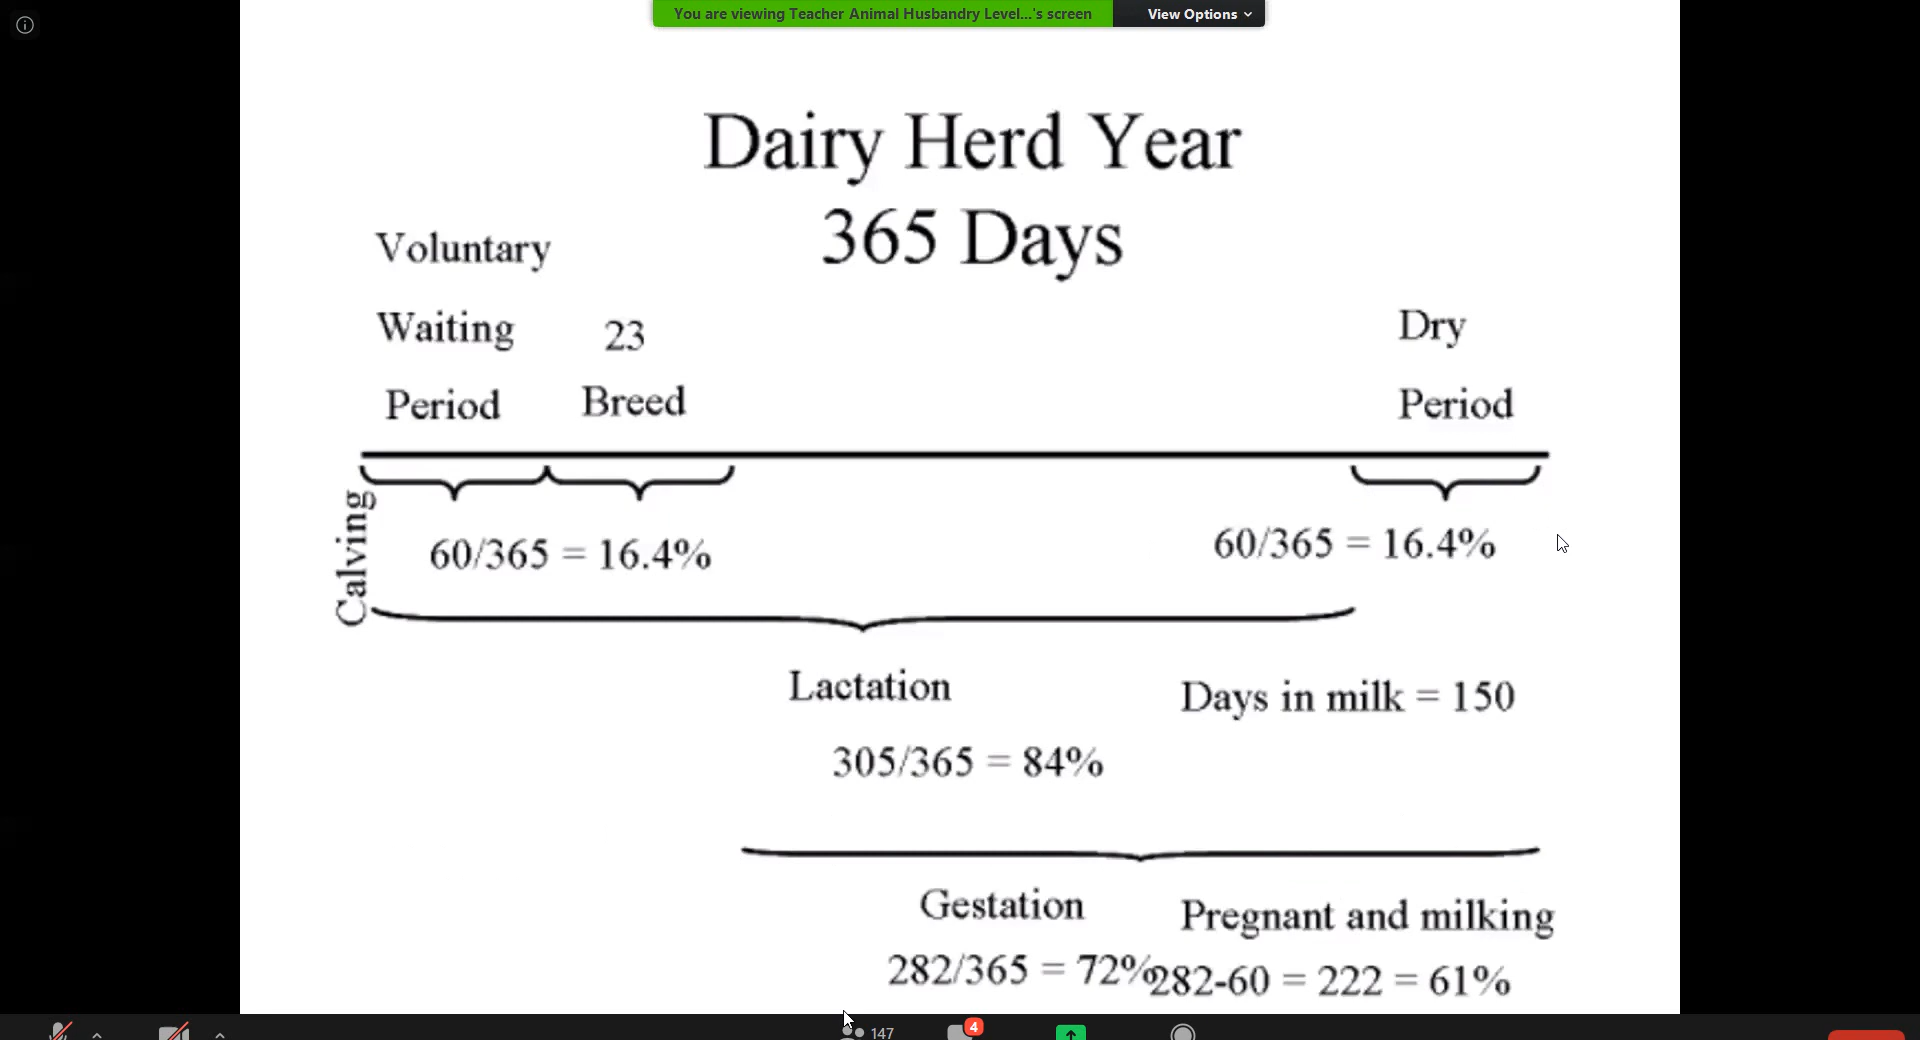 You are viewing Teacher Animal Husbandry Level...'s screen
View Options
Dairy Herd Year
365 Days
Voluntary
Waiting
Period
23
Breed
Dry
Period
Calving
60/365 = 16.4%
60/365 = 16.4%
Lactation
305/365 = 84%
Days in milk = 150
Gestation
282/365 = 72%
Pregnant and milking
282-60 = 222 = 61%
147
4